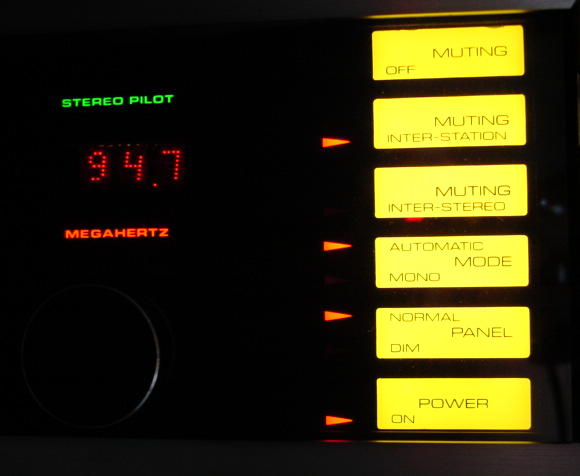 STEREO PILOT
94.7
MEGAHERTZ
MUTING
OFF
MUTING
INTER-STATION
MUTING
INTER-STEREO
AUTOMATIC
MODE
MONO
NORMAL
PANEL
DIM
POWER
ON